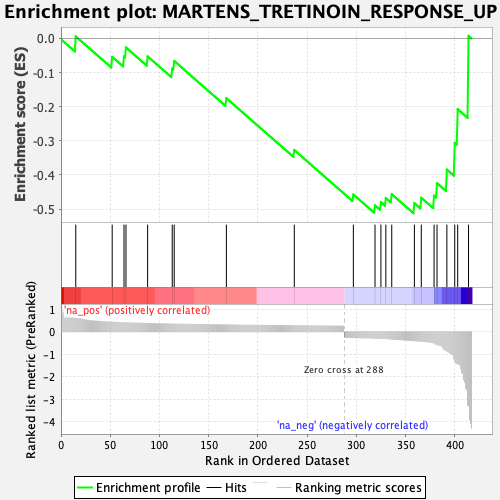 Enrichment plot: MARTENS_TRETINOIN_RESPONSE_UP
Enrichment score (ES)
0.0
-0.1
-0.2
-0.3
-0.4
-0.5
'na_pos' (positively correlated)
Ranked list metric (PreRanked)
1
0
-1
-2
-3
-4
Zero cross at 288
'na_neg' (negatively correlated)
0 50 100 150 200 250 300 350 400
Rank in Ordered Dataset
Enrichment profile Hits Ranking metric scores